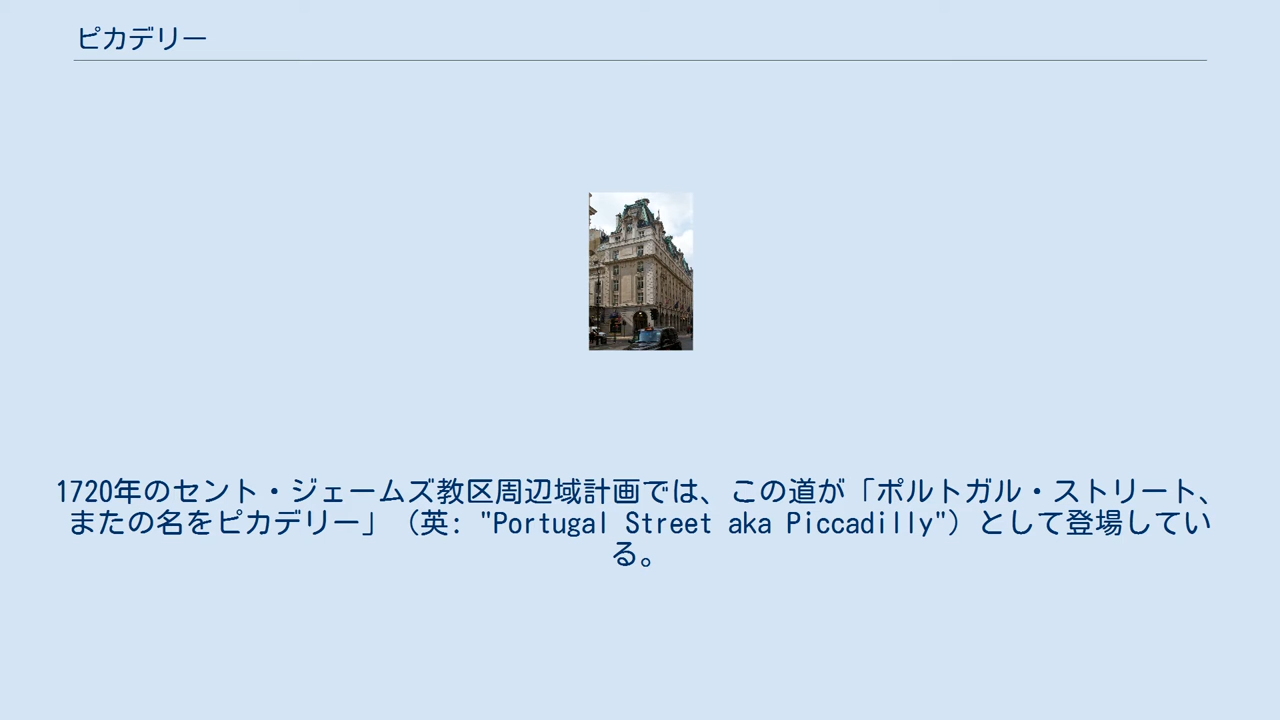 ピカデリー
1720年のセント・ジェームズ教区周辺域計画では、この道が「ポルトガル・ストリート、
またの名をピカデリー」（英: "Portugal Street aka Piccadilly"）として登場してい
る。